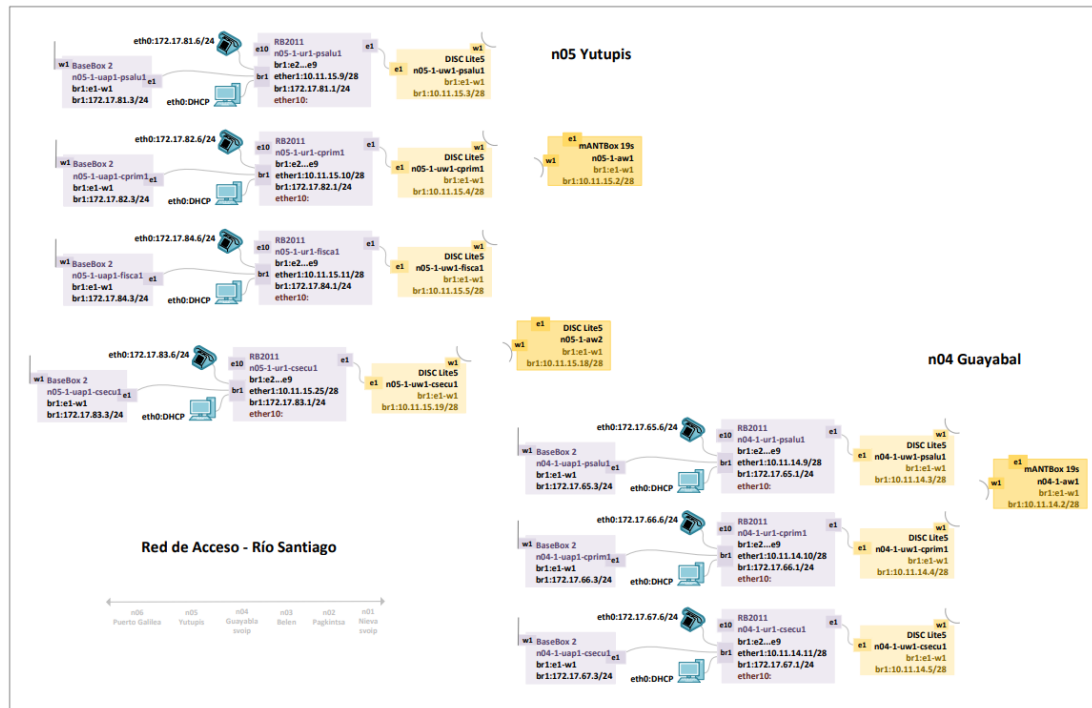 n05 Yutupis
eth0:172.17.81.6/24
w1
BaseBox 2
n05-1-uap1-psalu1
e1
br1:e1-w1
br1:172.17.81.3/24
eth0:DHCP
e10
RB2011
e1
n05-1-ur1-psalu1
br1:e2...e9
br1
ether1:10.11.15.9/28
br1:172.17.81.1/24
ether10:
w1
DISC Lite5
e1
n05-1-uw1-psalu1
br1:e1-w1
br1:10.11.15.3/28
eth0:172.17.82.6/24
w1
BaseBox 2
n05-1-uap1-cprim1
e1
br1:e1-w1
br1:172.17.82.3/24
eth0:DHCP
e10
RB2011
e1
n05-1-ur1-cprim1
br1:e2...e9
br1
ether1:10.11.15.10/28
br1:172.17.82.1/24
ether10:
w1
DISC Lite5
e1
n05-1-uw1-cprim1
br1:e1-w1
br1:10.11.15.4/28
e1
mANTBox 19s
w1
n05-1-aw1
br1:e1-w1
br1:10.11.15.2/28
eth0:172.17.84.6/24
w1
BaseBox 2
n05-1-uap1-fisca1
e1
br1:e1-w1
br1:172.17.84.3/24
eth0:DHCP
e10
RB2011
e1
n05-1-ur1-fisca1
br1:e2...e9
br1
ether1:10.11.15.11/28
br1:172.17.84.1/24
ether10:
w1
DISC Lite5
e1
n05-1-uw1-fisca1
br1:e1-w1
br1:10.11.15.5/28
e1
DISC Lite5
n05-1-aw2
w1
br1:e1-w1
br1:10.11.15.18/28
eth0:172.17.83.6/24
w1
BaseBox 2
n05-1-uap1-csecu1
e1
br1:e1-w1
br1:172.17.83.3/24
eth0:DHCP
e10
RB2011
e1
n05-1-ur1-csecu1
br1:e2...e9
br1
ether1:10.11.15.25/28
br1:172.17.83.1/24
ether10:
w1
DISC Lite5
e1
n05-1-uw1-csecu1
br1:e1-w1
br1:10.11.15.19/28
n04 Guayabal
eth0:172.17.65.6/24
w1
BaseBox 2
n04-1-uap1-psalu1
e1
br1:e1-w1
br1:172.17.65.3/24
eth0:DHCP
e10
RB2011
e1
n04-1-ur1-psalu1
br1:e2...e9
br1
ether1:10.11.14.9/28
br1:172.17.65.1/24
ether10:
w1
DISC Lite5
e1
n04-1-uw1-psalu1
br1:e1-w1
br1:10.11.14.3/28
e1
mANTBox 19s
w1
n04-1-aw1
br1:e1-w1
br1:10.11.14.2/28
eth0:172.17.66.6/24
w1
BaseBox 2
n04-1-uap1-cprim1
e1
br1:e1-w1
br1:172.17.66.3/24
eth0:DHCP
e10
RB2011
e1
n04-1-ur1-cprim1
br1:e2...e9
br1
ether1:10.11.14.10/28
br1:172.17.66.1/24
ether10:
w1
DISC Lite5
e1
n04-1-uw1-cprim1
br1:e1-w1
br1:10.11.14.4/28
eth0:172.17.67.6/24
w1
BaseBox 2
n04-1-uap1-csecu1
e1
br1:e1-w1
br1:172.17.67.3/24
eth0:DHCP
e10
RB2011
e1
n04-1-ur1-csecu1
br1:e2...e9
br1
ether1:10.11.14.11/28
br1:172.17.67.1/24
ether10:
w1
DISC Lite5
e1
n04-1-uw1-csecu1
br1:e1-w1
br1:10.11.14.5/28
Red de Acceso - Río Santiago
n06
Puerto Galilea
n05
Yutupis
n04
Guayabla
svoip
n03
Belen
n02
Pagkintsa
n01
Nieva
svoip